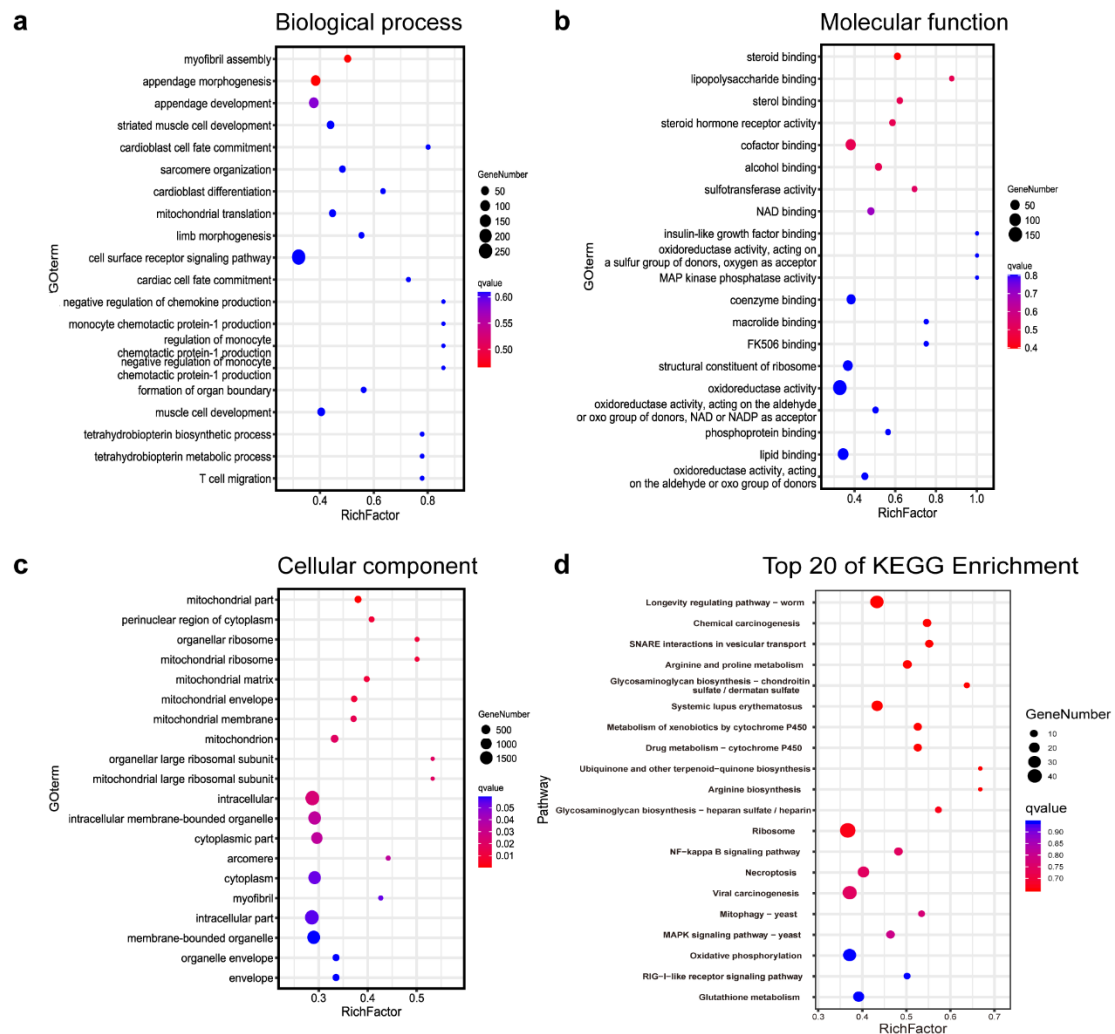 a
Biological process
myofibril assembly
appendage morphogenesis
appendage development
striated muscle cell development
cardioblast cell fate commitment
sarcomere organization
cardioblast differentiation
mitochondrial translation
limb morphogenesis
cell surface receptor signaling pathway
cardiac cell fate commitment
negative regulation of chemokine production
monocyte chemotactic protein-1 production
regulation of monocyte
chemotactic protein-1 production
negative regulation of monocyte
chemotactic protein-1 production
formation of organ boundary
muscle cell development
tetrahydrobiopterin biosynthetic process
tetrahydrobiopterin metabolic process
T cell migration
GOterm
0.4 0.6 0.8
RichFactor
GeneNumber
50
100
150
200
250
qvalue
0.60
0.55
0.50
b
Molecular function
steroid binding
lipopolysaccharide binding
sterol binding
steroid hormone receptor activity
cofactor binding
alcohol binding
sulfotransferase activity
NAD binding
insulin-like growth factor binding
oxidoreductase activity, acting on
a sulfur group of donors, oxygen as acceptor
MAP kinase phosphatase activity
coenzyme binding
macrolide binding
FK506 binding
structural constituent of ribosome
oxidoreductase activity
oxidoreductase activity, acting on the aldehyde
or oxo group of donors, NAD or NADP as acceptor
phosphoprotein binding
lipid binding
oxidoreductase activity, acting
on the aldehyde or oxo group of donors
GOterm
0.4 0.6 0.8 1.0
RichFactor
GeneNumber
50
100
150
qvalue
0.8
0.7
0.6
0.5
0.4
c
Cellular component
mitochondrial part
perinuclear region of cytoplasm
organellar ribosome
mitochondrial ribosome
mitochondrial matrix
mitochondrial envelope
mitochondrial membrane
mitochondrion
organellar large ribosomal subunit
mitochondrial large ribosomal subunit
intracellular
intracellular membrane-bounded organelle
cytoplasmic part
arcomere
cytoplasm
myofibril
intracellular part
membrane-bounded organelle
organelle envelope
envelope
GOterm
0.3 0.4 0.5
RichFactor
GeneNumber
500
1000
1500
qvalue
0.05
0.04
0.03
0.02
0.01
d
Top 20 of KEGG Enrichment
Longevity regulating pathway − worm
Chemical carcinogenesis
SNARE interactions in vesicular transport
Arginine and proline metabolism
Glycosaminoglycan biosynthesis − chondroitin
sulfate / dermatan sulfate
Systemic lupus erythematosus
Metabolism of xenobiotics by cytochrome P450
Drug metabolism − cytochrome P450
Ubiquinone and other terpenoid−quinone biosynthesis
Arginine biosynthesis
Glycosaminoglycan biosynthesis − heparan sulfate / heparin
Ribosome
NF−kappa B signaling pathway
Necroptosis
Viral carcinogenesis
Mitophagy − yeast
MAPK signaling pathway − yeast
Oxidative phosphorylation
RIG−I−like receptor signaling pathway
Glutathione metabolism
Pathway
0.3 0.4 0.5 0.6 0.7
RichFactor
GeneNumber
10
20
30
40
qvalue
0.90
0.85
0.80
0.75
0.70